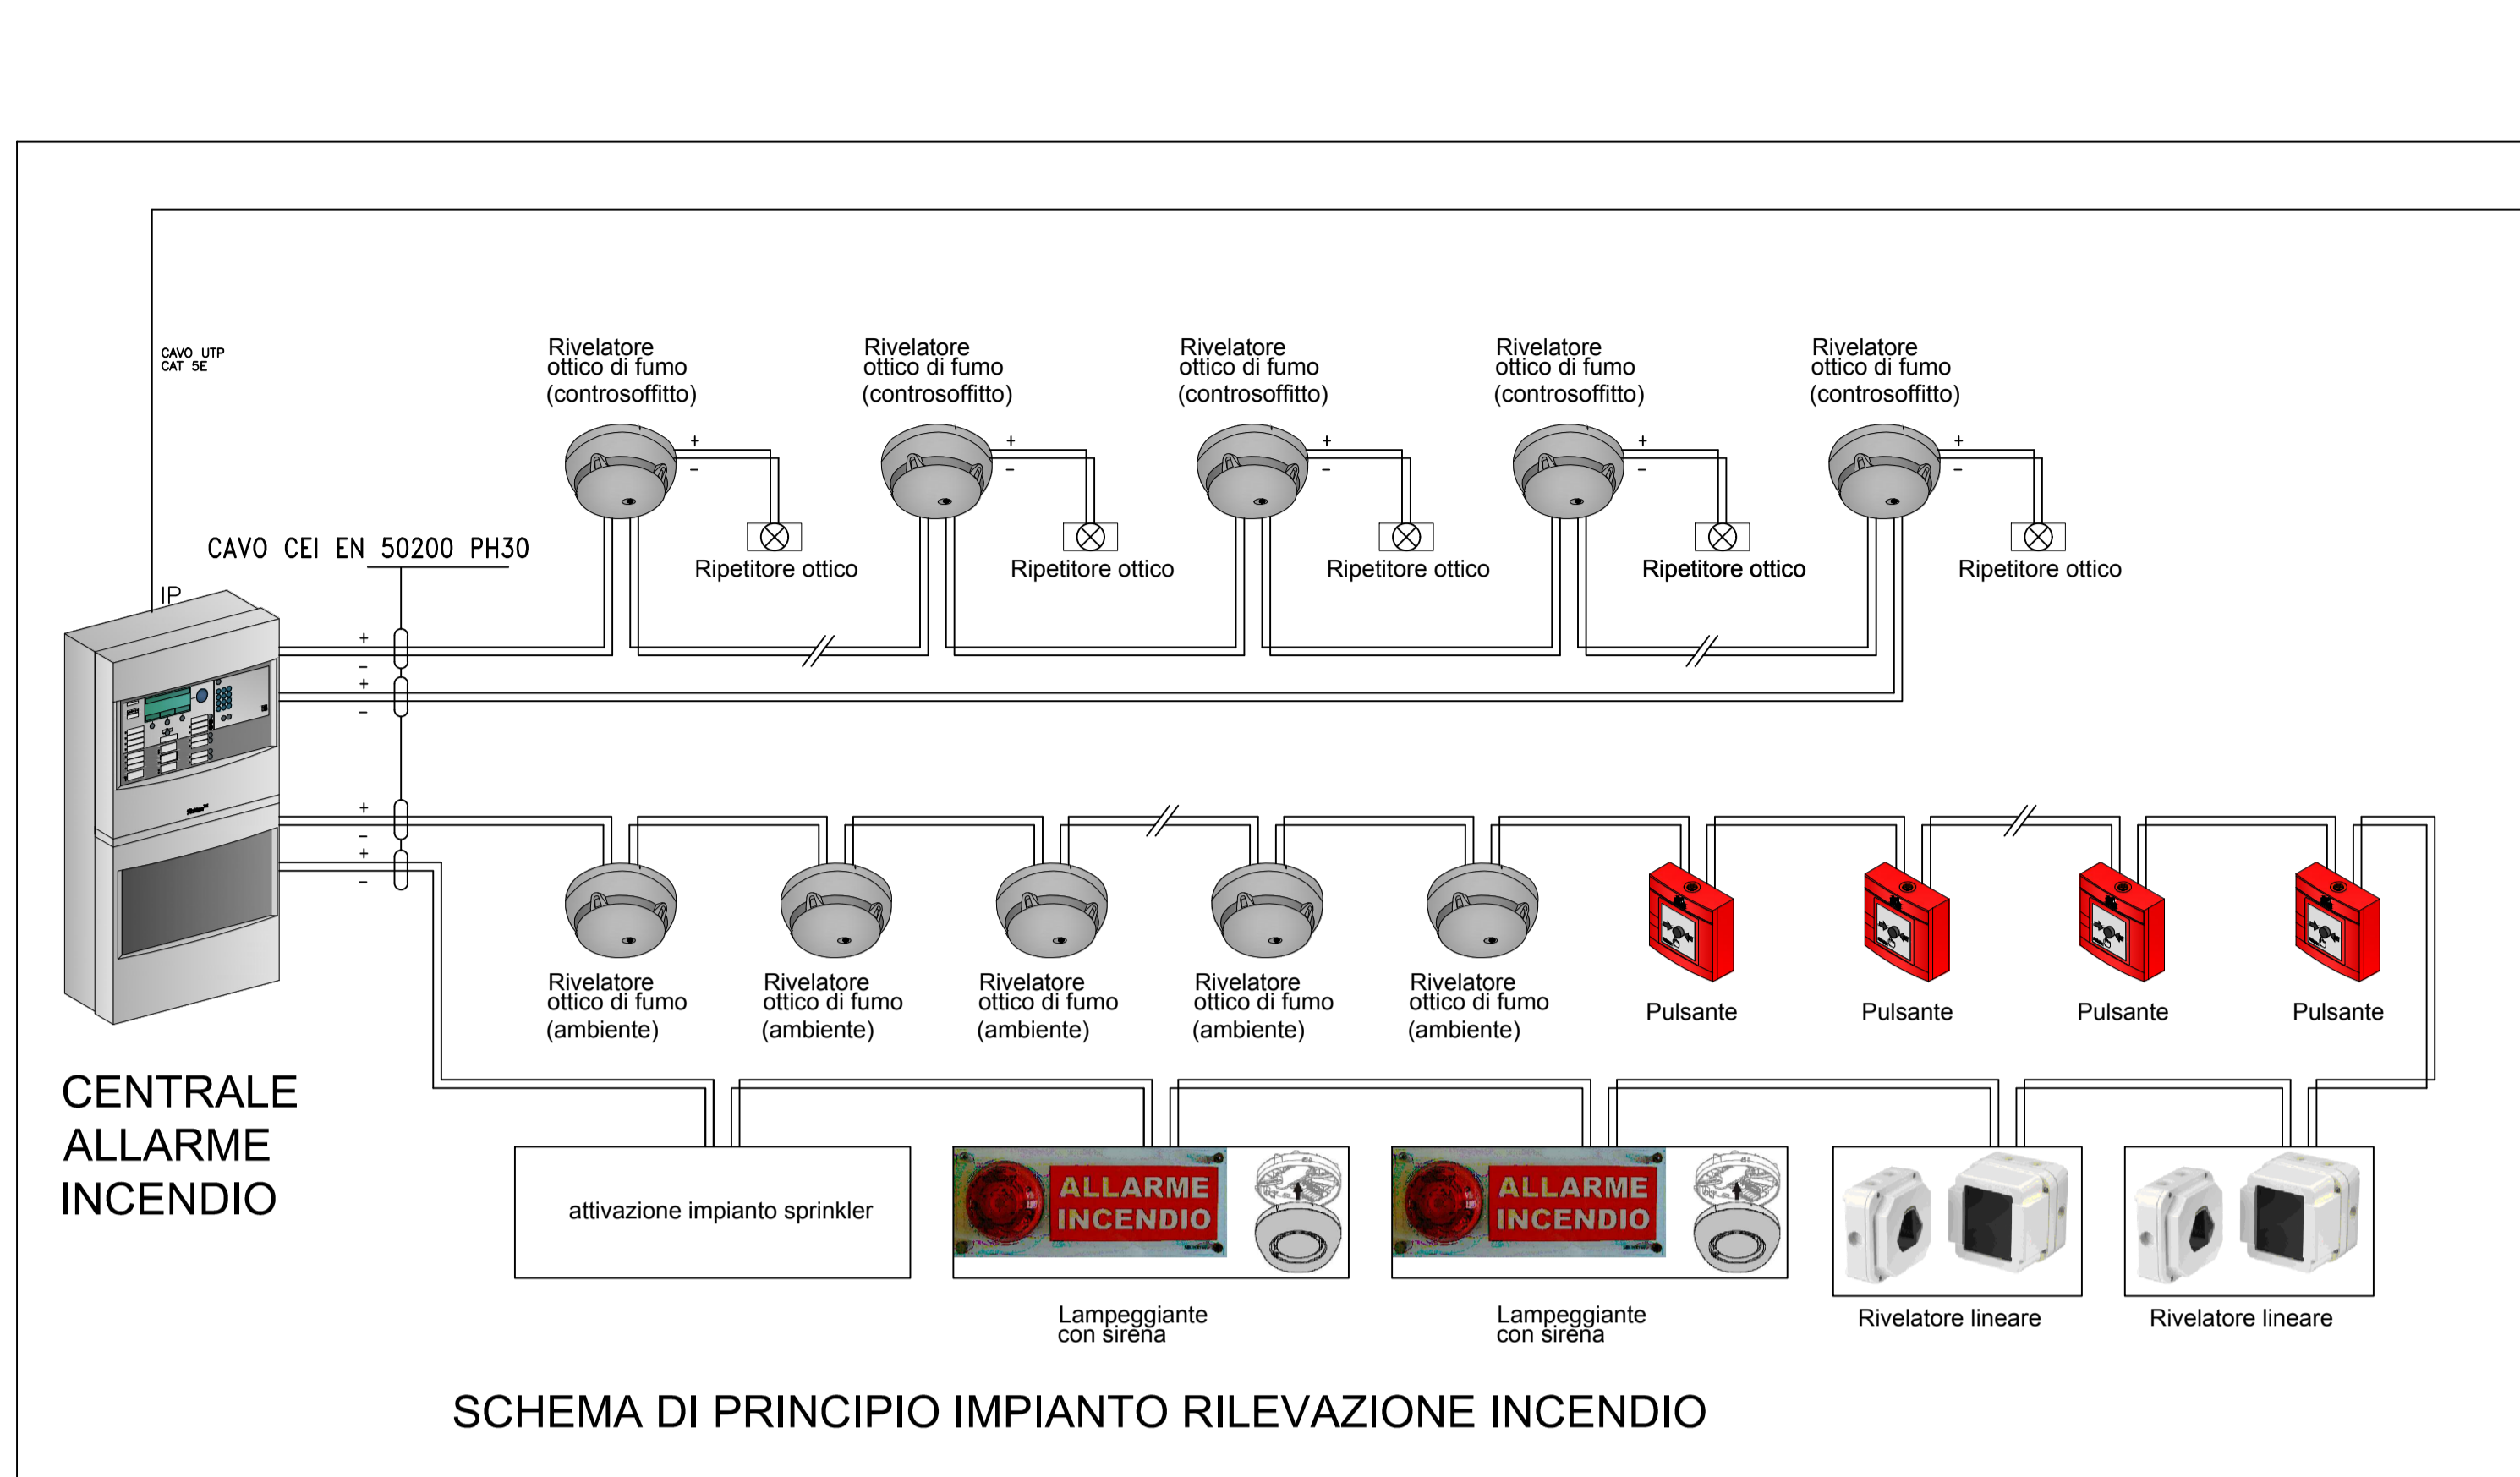 CAVO UTP
CAT 5E
Rivelatore
ottico di fumo
(controsoffitto)
Rivelatore
ottico di fumo
(controsoffitto)
Rivelatore
ottico di fumo
(controsoffitto)
Rivelatore
ottico di fumo
(controsoffitto)
Rivelatore
ottico di fumo
(controsoffitto)
+
-
+
-
+
-
+
-
+
-
Ripetitore ottico
Ripetitore ottico
Ripetitore ottico
Ripetitore ottico
Ripetitore ottico
CAVO CEI EN 50200 PH30
IP
+
-
+
-
+
-
+
-
Rivelatore
ottico di fumo
(ambiente)
Rivelatore
ottico di fumo
(ambiente)
Rivelatore
ottico di fumo
(ambiente)
Rivelatore
ottico di fumo
(ambiente)
Rivelatore
ottico di fumo
(ambiente)
Pulsante
Pulsante
Pulsante
Pulsante
CENTRALE
ALLARME
INCENDIO
attivazione impianto sprinkler
ALLARME
INCENDIO
ALLARME
INCENDIO
Lampeggiante
con sirena
Lampeggiante
con sirena
Rivelatore lineare
Rivelatore lineare
SCHEMA DI PRINCIPIO IMPIANTO RILEVAZIONE INCENDIO